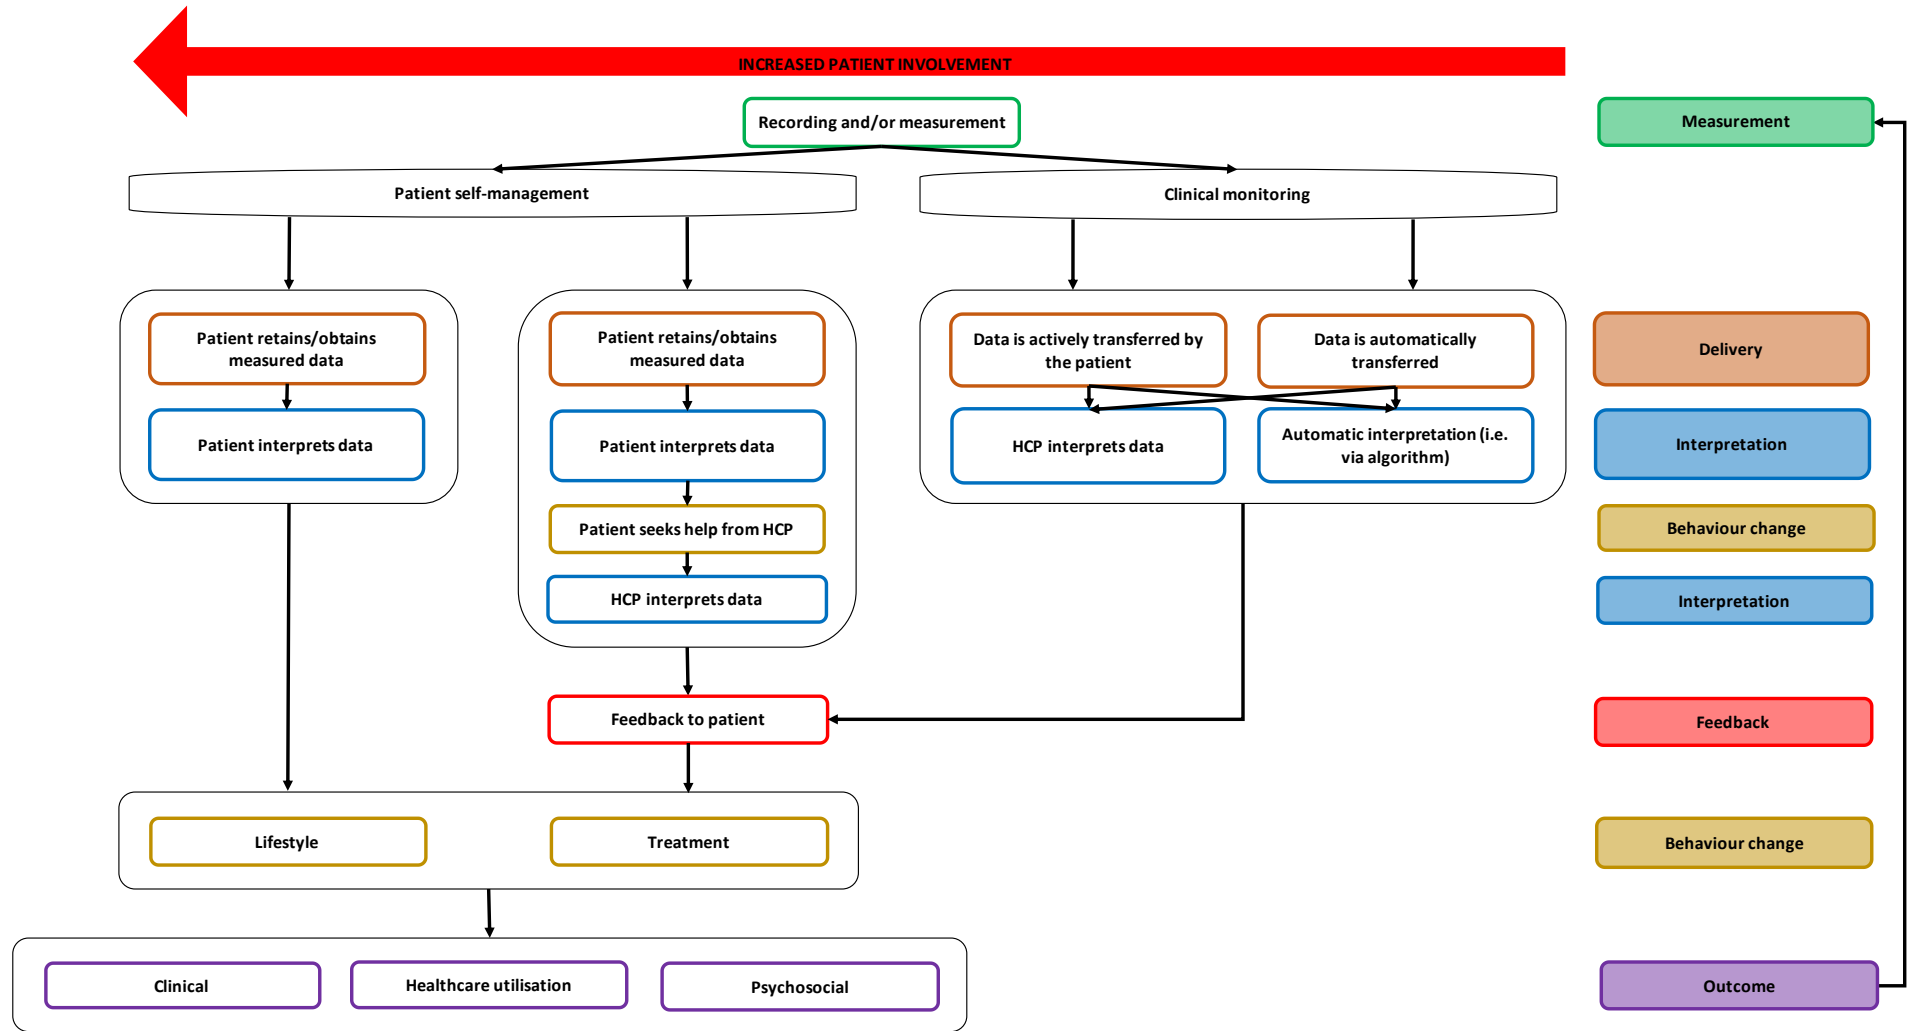 INCREASED PATIENT INVOLVEMENT
Recording and/or measurement
Measurement
Patient self-management
Clinical monitoring
Patient retains/obtains
measured data
Patient retains/obtains
measured data
Data is actively transferred by
the patient
Data is automatically
transferred
Delivery
Patient interprets data
Patient interprets data
HCP interprets data
Automatic interpretation (i.e.
via algorithm)
Interpretation
Patient seeks help from HCP
Behaviour change
HCP interprets data
Interpretation
Feedback to patient
Feedback
Lifestyle
Treatment
Behaviour change
Clinical
Healthcare utilisation
Psychosocial
Outcome